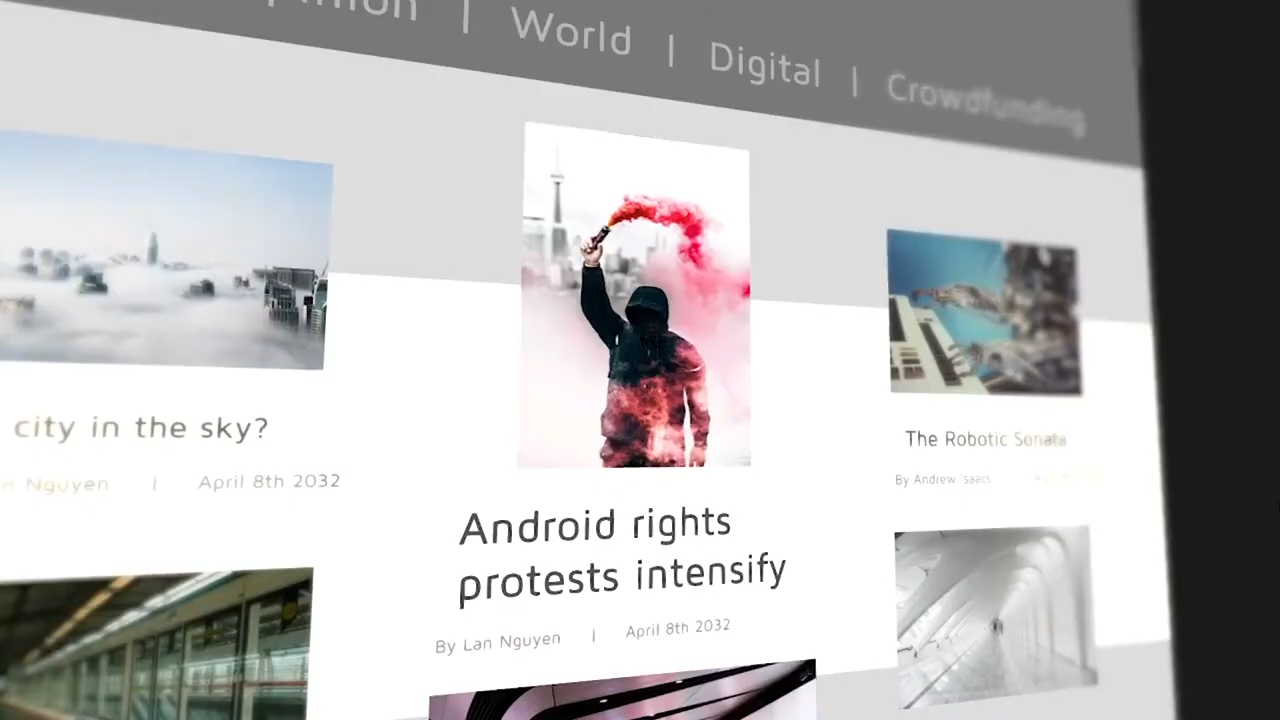 | World | Digital | Crowdfunding
city in the sky?
Nguyen | April 8th 2032
Android rights
protests intensify
By Lan Nguyen | April 8th 2032
The Robotic Sonata
By Andrew Isaacs